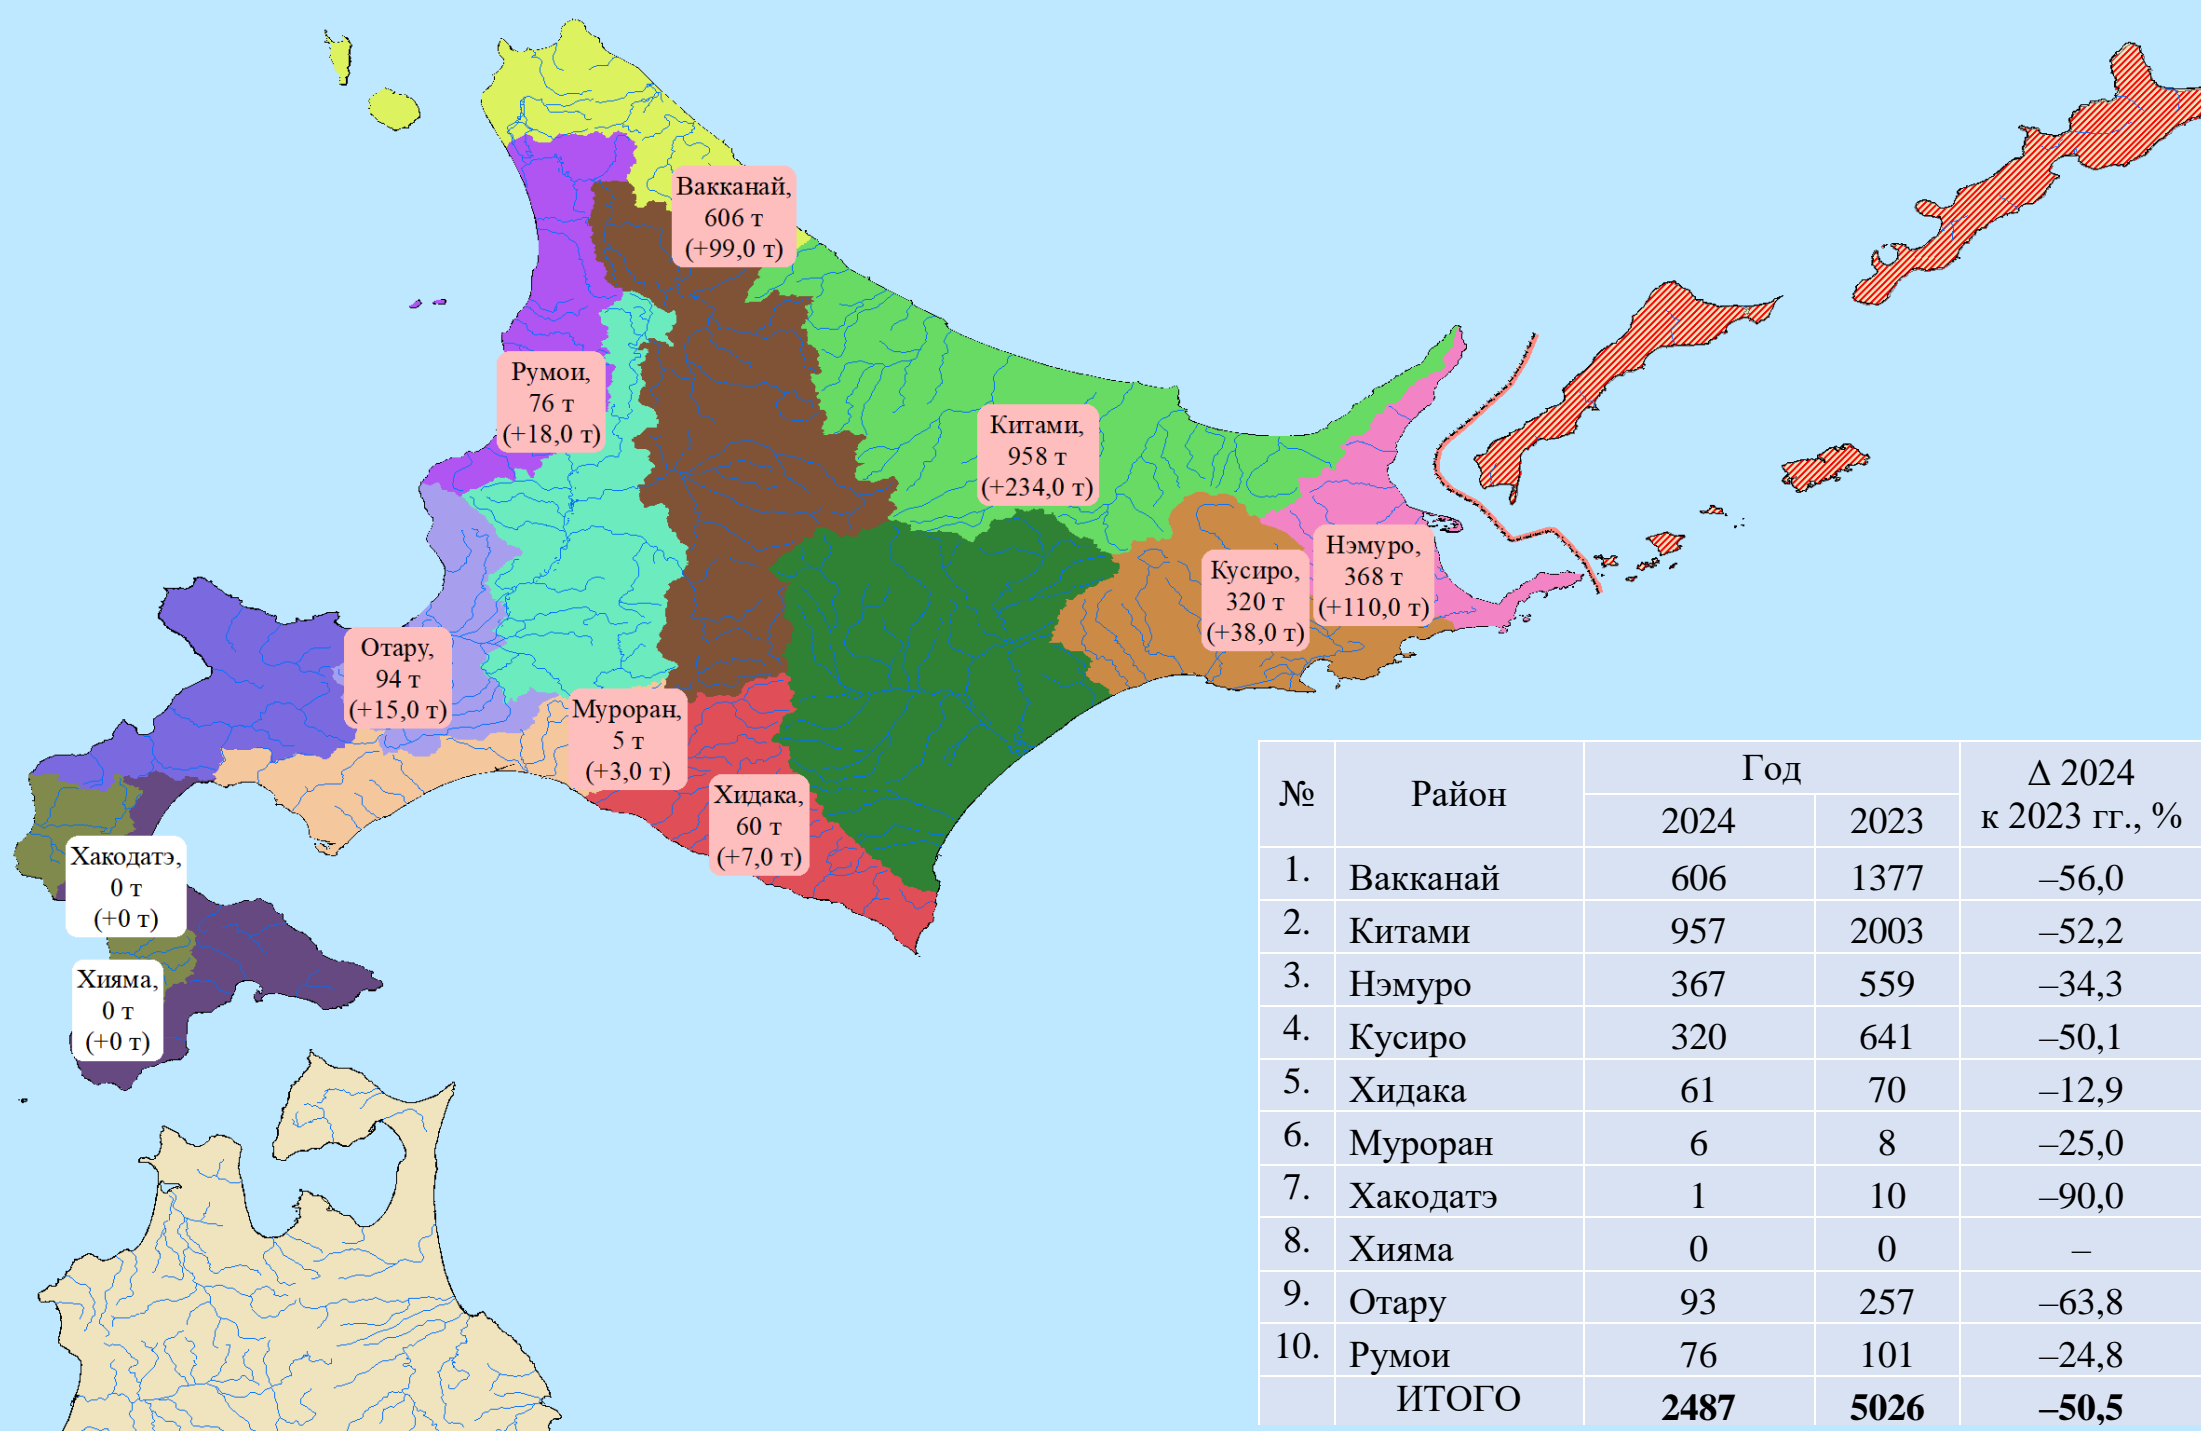 Вакканай,
606 т
(+99,0 т)
Румои,
76 т
(+18,0 т)
Китами,
958 т
(+234,0 т)
Нэмуро,
368 т
(+110,0 т)
Кусиро,
320 т
(+38,0 т)
Отару,
94 т
(+15,0 т)
Муроран,
5 т
(+3,0 т)
Хидака,
60 т
(+7,0 т)
Хакодатэ,
0 т
(+0 т)
Хияма,
0 т
(+0 т)
№ Район Год Δ 2024
2024 2023 к 2023 гг., %
1. Вакканай 606 1377 –56,0
2. Китами 957 2003 –52,2
3. Нэмуро 367 559 –34,3
4. Кусиро 320 641 –50,1
5. Хидака 61 70 –12,9
6. Муроран 6 8 –25,0
7. Хакодатэ 1 10 –90,0
8. Хияма 0 0 –
9. Отару 93 257 –63,8
10. Румои 76 101 –24,8
ИТОГО 2487 5026 –50,5